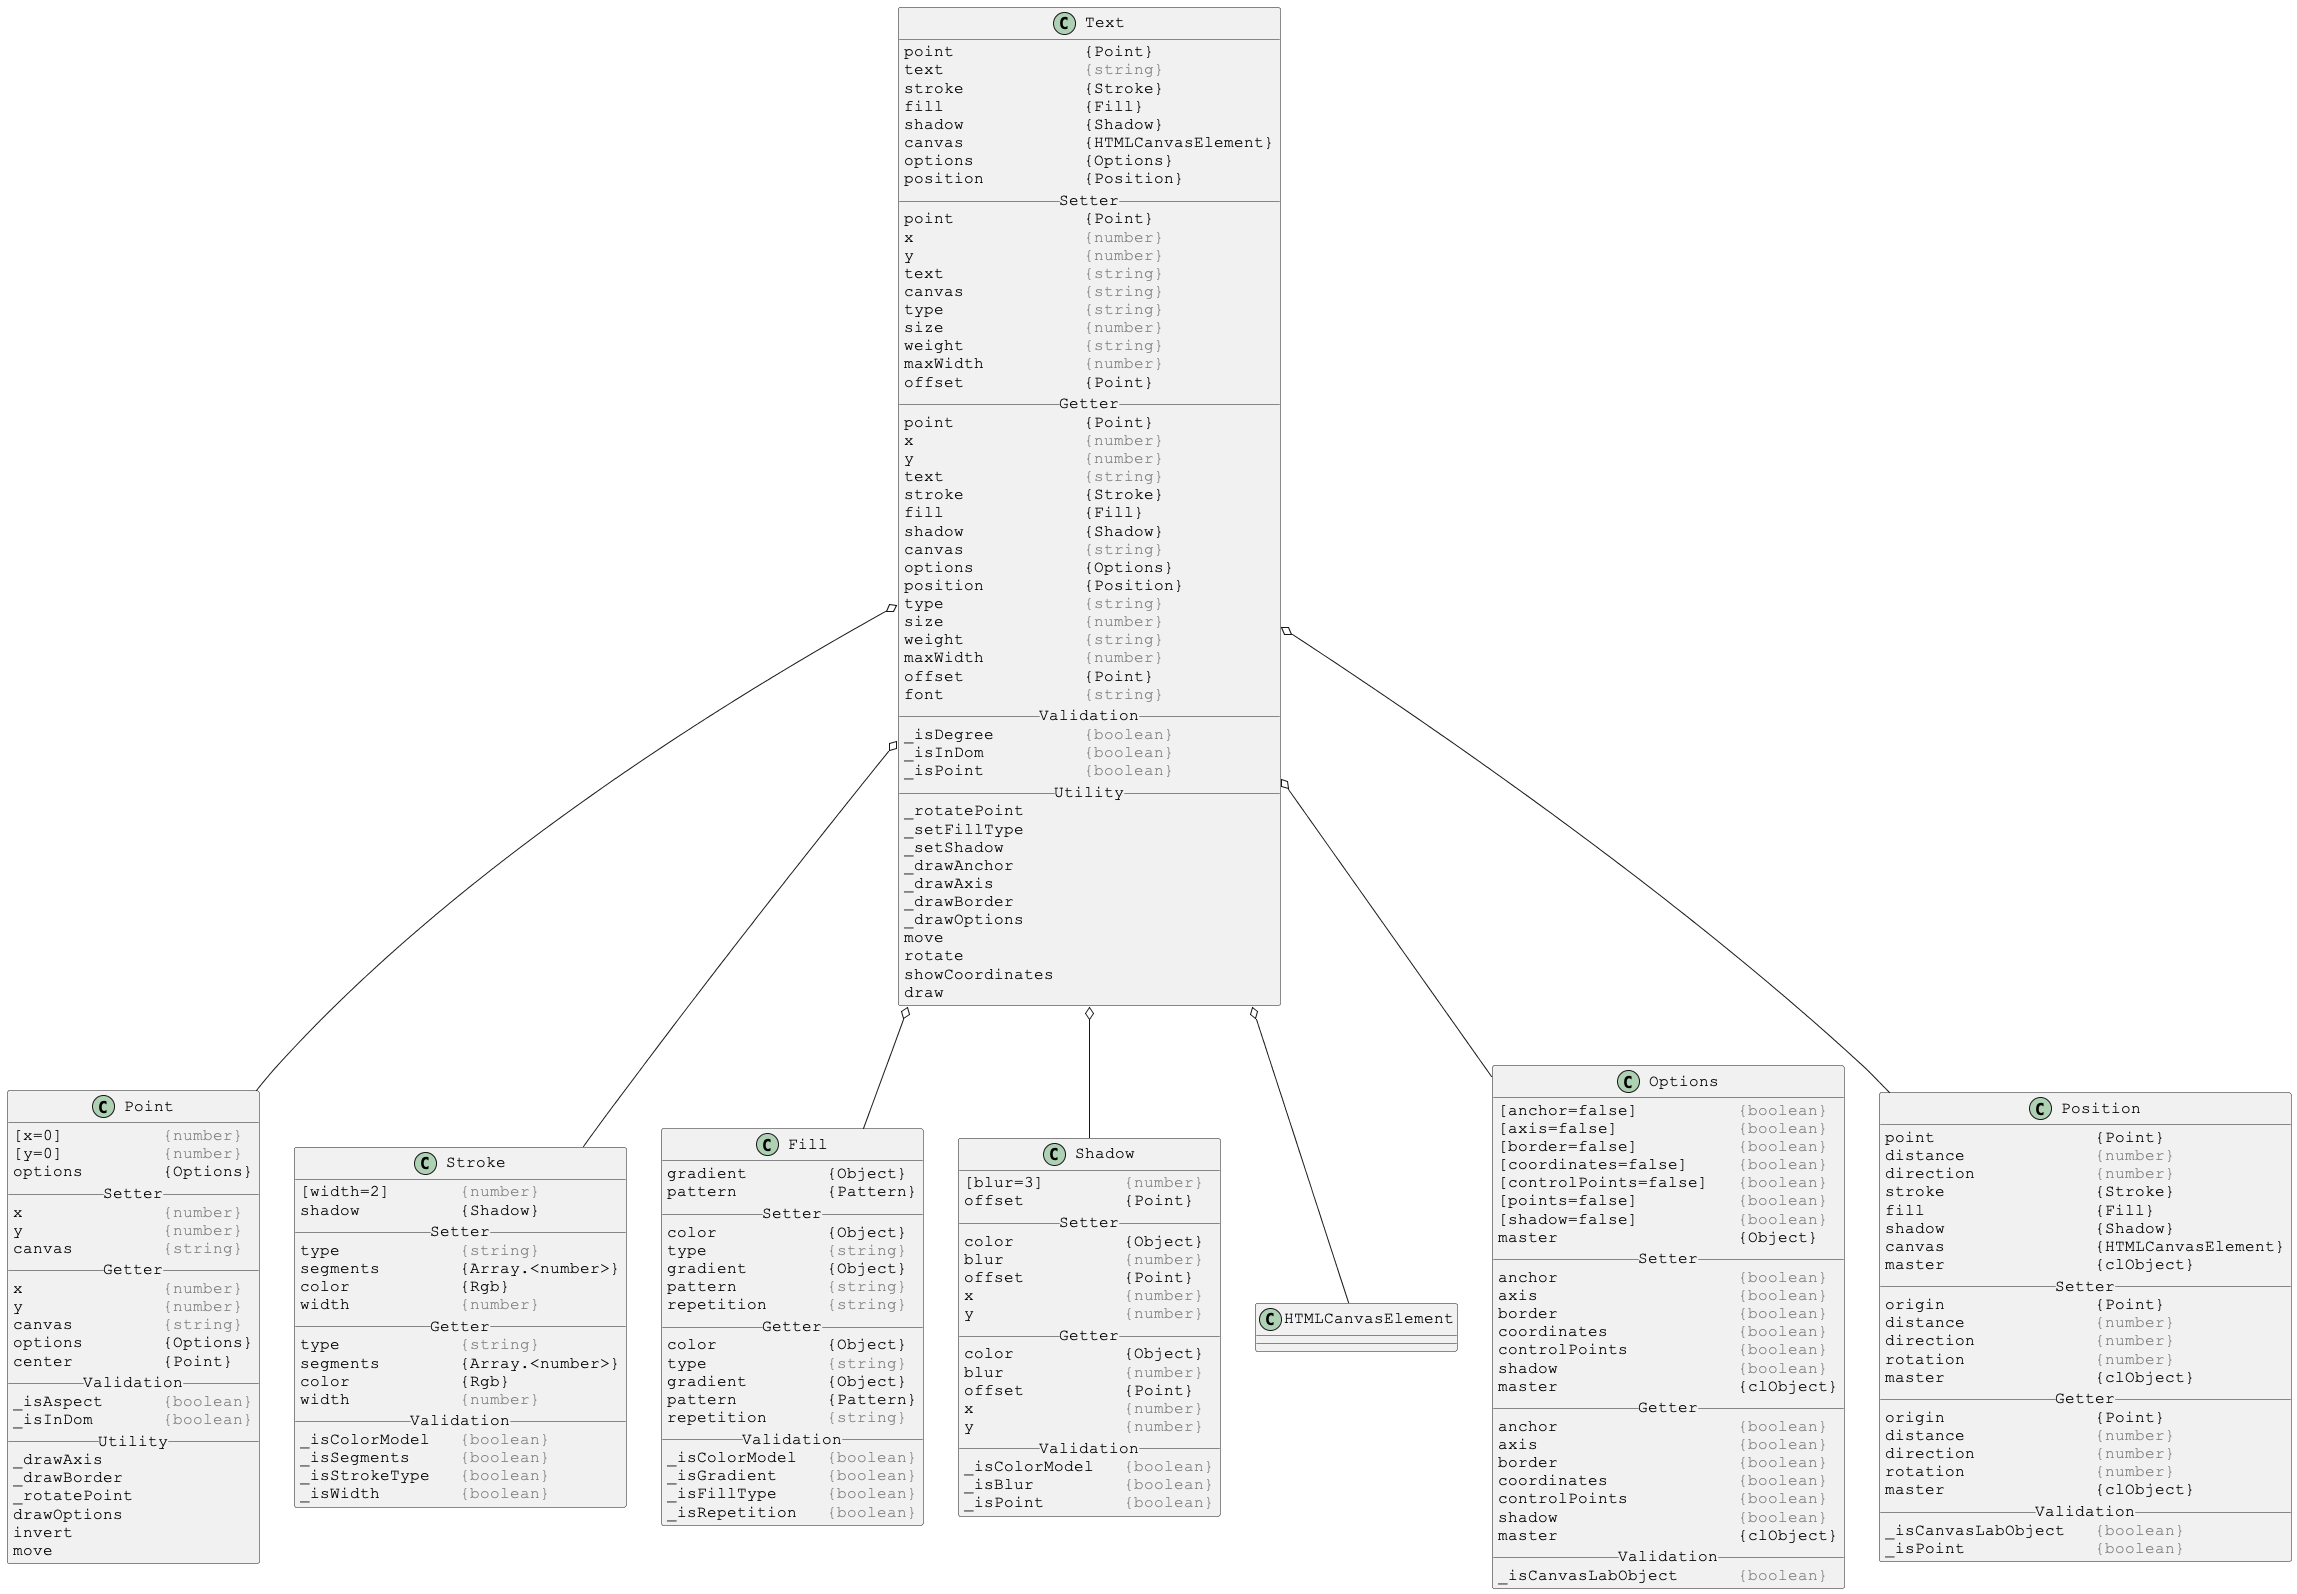 C Text
point {Point}
text {string}
stroke {Stroke}
fill {Fill}
shadow {Shadow}
canvas {HTMLCanvasElement}
options {Options}
position {Position}
Setter
point {Point}
x {number}
y {number}
text {string}
canvas {string}
type {string}
size {number}
weight {string}
maxWidth {number}
offset {Point}
Getter
point {Point}
x {number}
y {number}
text {string}
stroke {Stroke}
fill {Fill}
shadow {Shadow}
canvas {string}
options {Options}
position {Position}
type {string}
size {number}
weight {string}
maxWidth {number}
offset {Point}
font {string}
Validation
_isDegree {boolean}
_isInDom {boolean}
_isPoint {boolean}
Utility
_rotatePoint
_setFillType
_setShadow
_drawAnchor
_drawAxis
_drawBorder
_drawOptions
move
rotate
showCoordinates
draw
C Point
[x=0] {number}
[y=0] {number}
options {Options}
Setter
x {number}
y {number}
canvas {string}
Getter
x {number}
y {number}
canvas {string}
options {Options}
center {Point}
Validation
_isAspect {boolean}
_isInDom {boolean}
Utility
_drawAxis
_drawBorder
_rotatePoint
drawOptions
invert
move
C Stroke
[width=2] {number}
shadow {Shadow}
Setter
type {string}
segments {Array.<number>}
color {Rgb}
width {number}
Getter
type {string}
segments {Array.<number>}
color {Rgb}
width {number}
Validation
_isColorModel {boolean}
_isSegments {boolean}
_isStrokeType {boolean}
_isWidth {boolean}
C Fill
gradient {Object}
pattern {Pattern}
Setter
color {Object}
type {string}
gradient {Object}
pattern {string}
repetition {string}
Getter
color {Object}
type {string}
gradient {Object}
pattern {Pattern}
repetition {string}
Validation
_isColorModel {boolean}
_isGradient {boolean}
_isFillType {boolean}
_isRepetition {boolean}
C Shadow
[blur=3] {number}
offset {Point}
Setter
color {Object}
blur {number}
offset {Point}
x {number}
y {number}
Getter
color {Object}
blur {number}
offset {Point}
x {number}
y {number}
Validation
_isColorModel {boolean}
_isBlur {boolean}
_isPoint {boolean}
C HTMLCanvasElement
C Options
[anchor=false] {boolean}
[axis=false] {boolean}
[border=false] {boolean}
[coordinates=false] {boolean}
[controlPoints=false] {boolean}
[points=false] {boolean}
[shadow=false] {boolean}
master {Object}
Setter
anchor {boolean}
axis {boolean}
border {boolean}
coordinates {boolean}
controlPoints {boolean}
shadow {boolean}
master {clObject}
Getter
anchor {boolean}
axis {boolean}
border {boolean}
coordinates {boolean}
controlPoints {boolean}
shadow {boolean}
master {clObject}
Validation
_isCanvasLabObject {boolean}
C Position
point {Point}
distance {number}
direction {number}
stroke {Stroke}
fill {Fill}
shadow {Shadow}
canvas {HTMLCanvasElement}
master {clObject}
Setter
origin {Point}
distance {number}
direction {number}
rotation {number}
master {clObject}
Getter
origin {Point}
distance {number}
direction {number}
rotation {number}
master {clObject}
Validation
_isCanvasLabObject {boolean}
_isPoint {boolean}